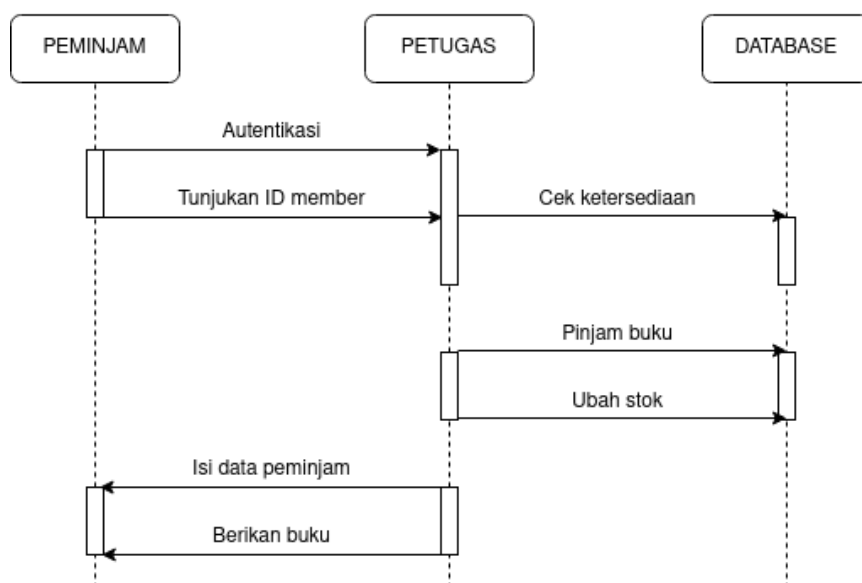 PEMINJAM
PETUGAS
DATABASE
Autentikasi
Tunjukan ID member
Cek ketersediaan
Pinjam buku
Ubah stok
Isi data peminjam
Berikan buku